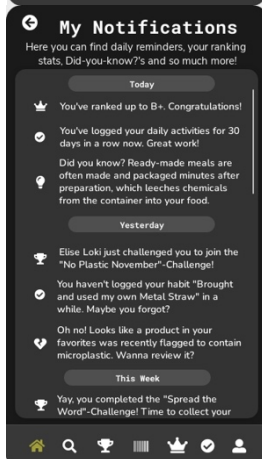 My Notifications
Here you can find daily reminders, your ranking
stats, Did-you-know?'s and so much more!
Today
You've ranked up to B+. Congratulations!
You've logged your daily activities for 30
days in a row now. Great work!
Did you know? Ready-made meals are
often made and packaged minutes after
preparation, which leeches chemicals
from the container into your food.
Yesterday
Elise Loki just challenged you to join the
"No Plastic November"-Challenge!
You haven't logged your habit "Brought
and used my own Metal Straw" in a
while. Maybe you forgot?
Oh no! Looks like a product in your
favorites was recently flagged to contain
microplastic. Wanna review it?
This Week
Yay, you completed the "Spread the
Word"-Challenge! Time to collect your